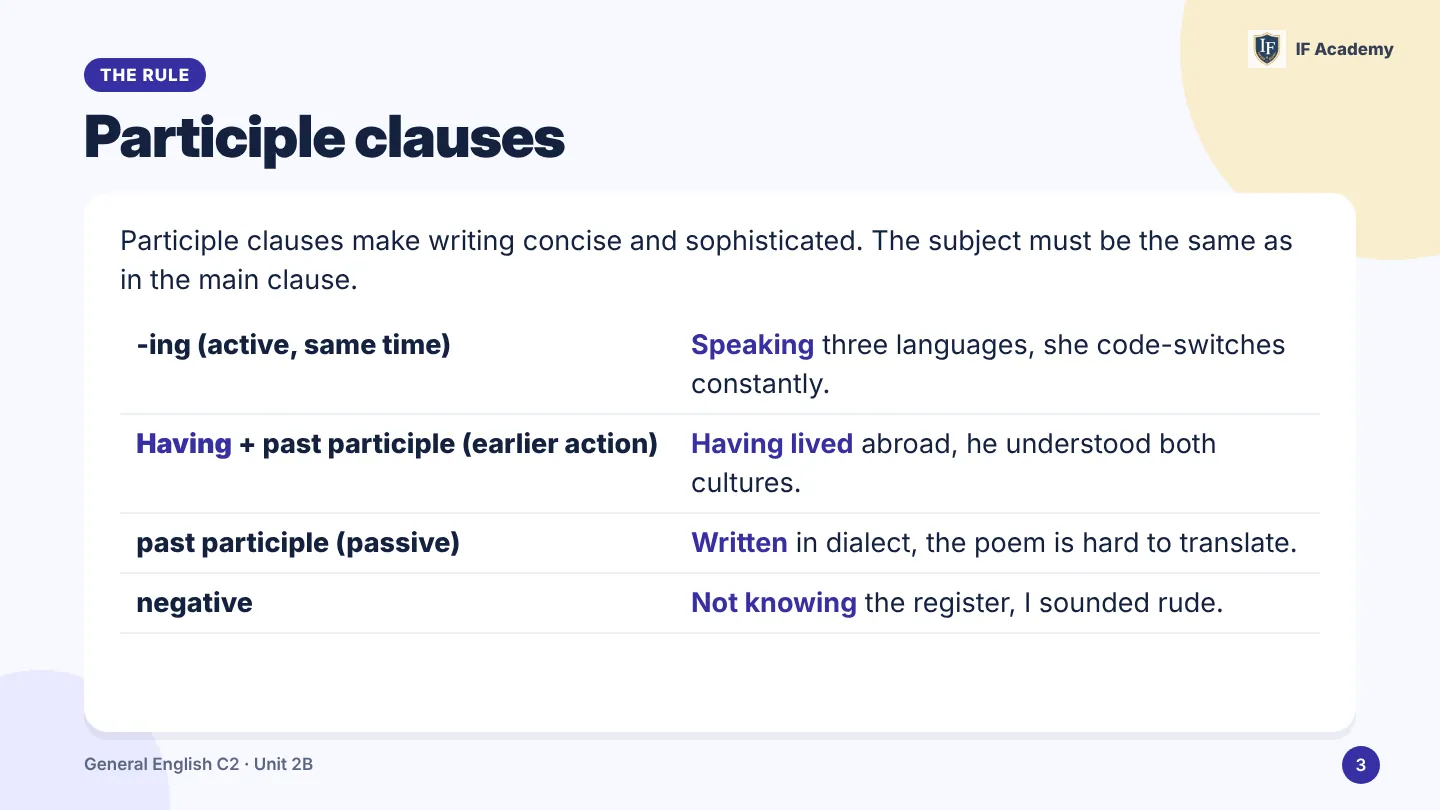 IF
IF Academy
THE RULE
Participle clauses
Participle clauses make writing concise and sophisticated. The subject must be the same as
in the main clause.
-ing (active, same time)
Speaking three languages, she code-switches
constantly.
Having + past participle (earlier action)
Having lived abroad, he understood both
cultures.
past participle (passive)
Written in dialect, the poem is hard to translate.
negative
Not knowing the register, I sounded rude.
General English C2 · Unit 2B
3